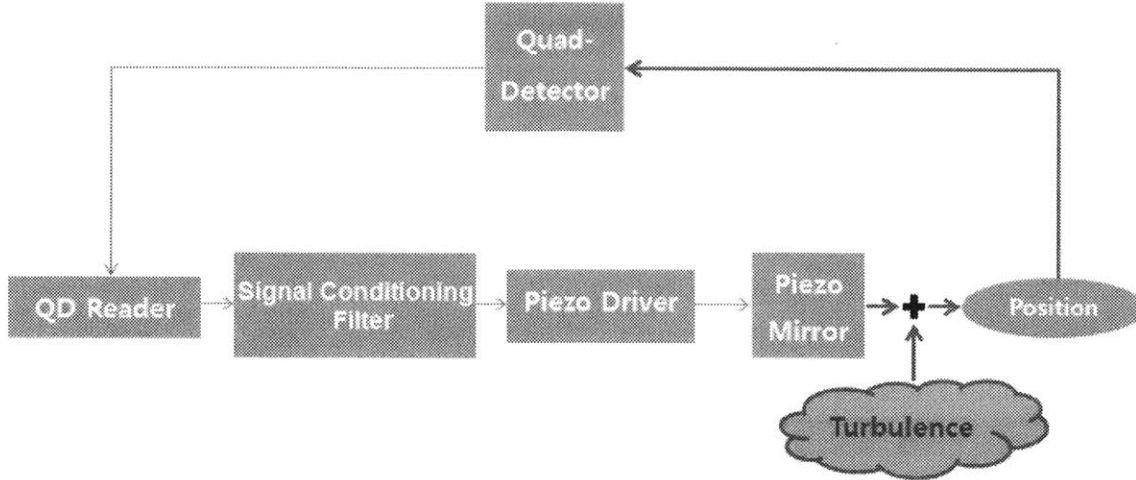 Quad-
Detector
QD Reader
Signal Conditioning
Filter
Piezo Driver
Piezo
Mirror
Position
Turbulence